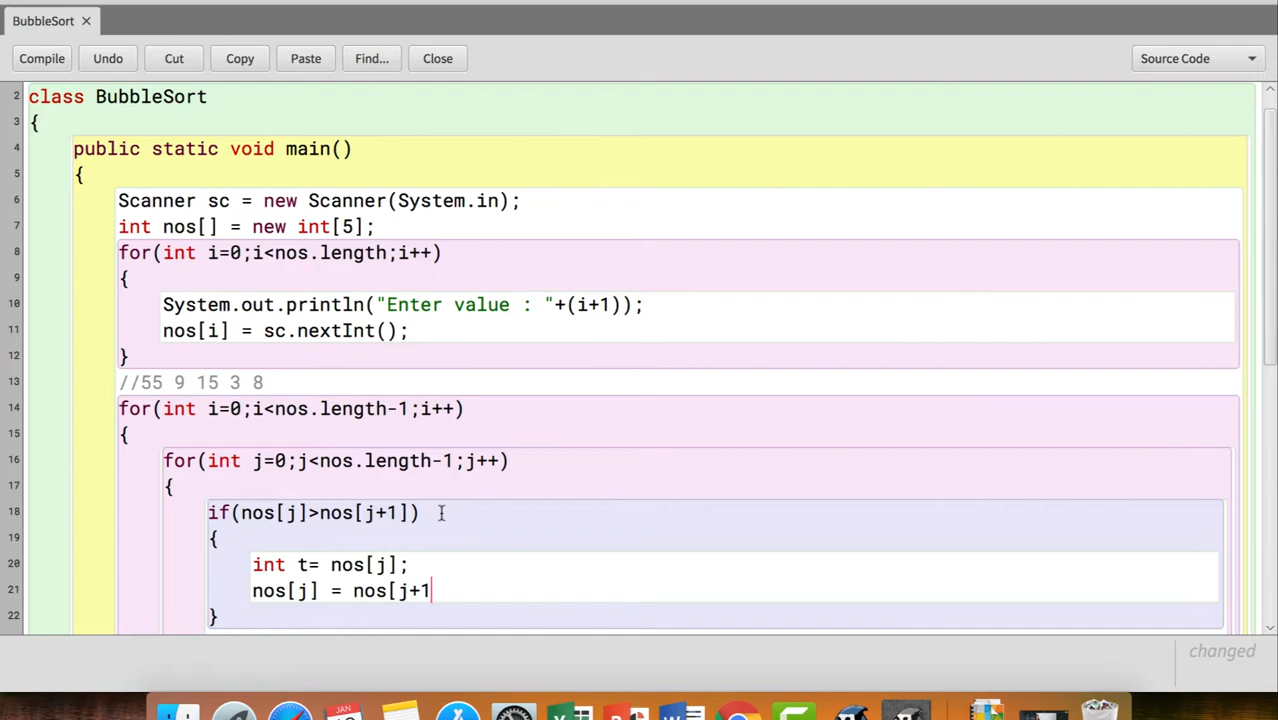 BubbleSort ×
Compile Undo Cut Copy Paste Find... Close Source Code
2 class BubbleSort
3 {
4 public static void main()
5 {
6 Scanner sc = new Scanner(System.in);
7 int nos[] = new int[5];
8 for(int i=0;i<nos.length;i++)
9 {
10 System.out.println("Enter value : "+(i+1));
11 nos[i] = sc.nextInt();
12 }
13 //55 9 15 3 8
14 for(int i=0;i<nos.length-1;i++)
15 {
16 for(int j=0;j<nos.length-1;j++)
17 {
18 if(nos[j]>nos[j+1])
19 {
20 int t= nos[j];
21 nos[j] = nos[j+1
22 }
changed
JAN